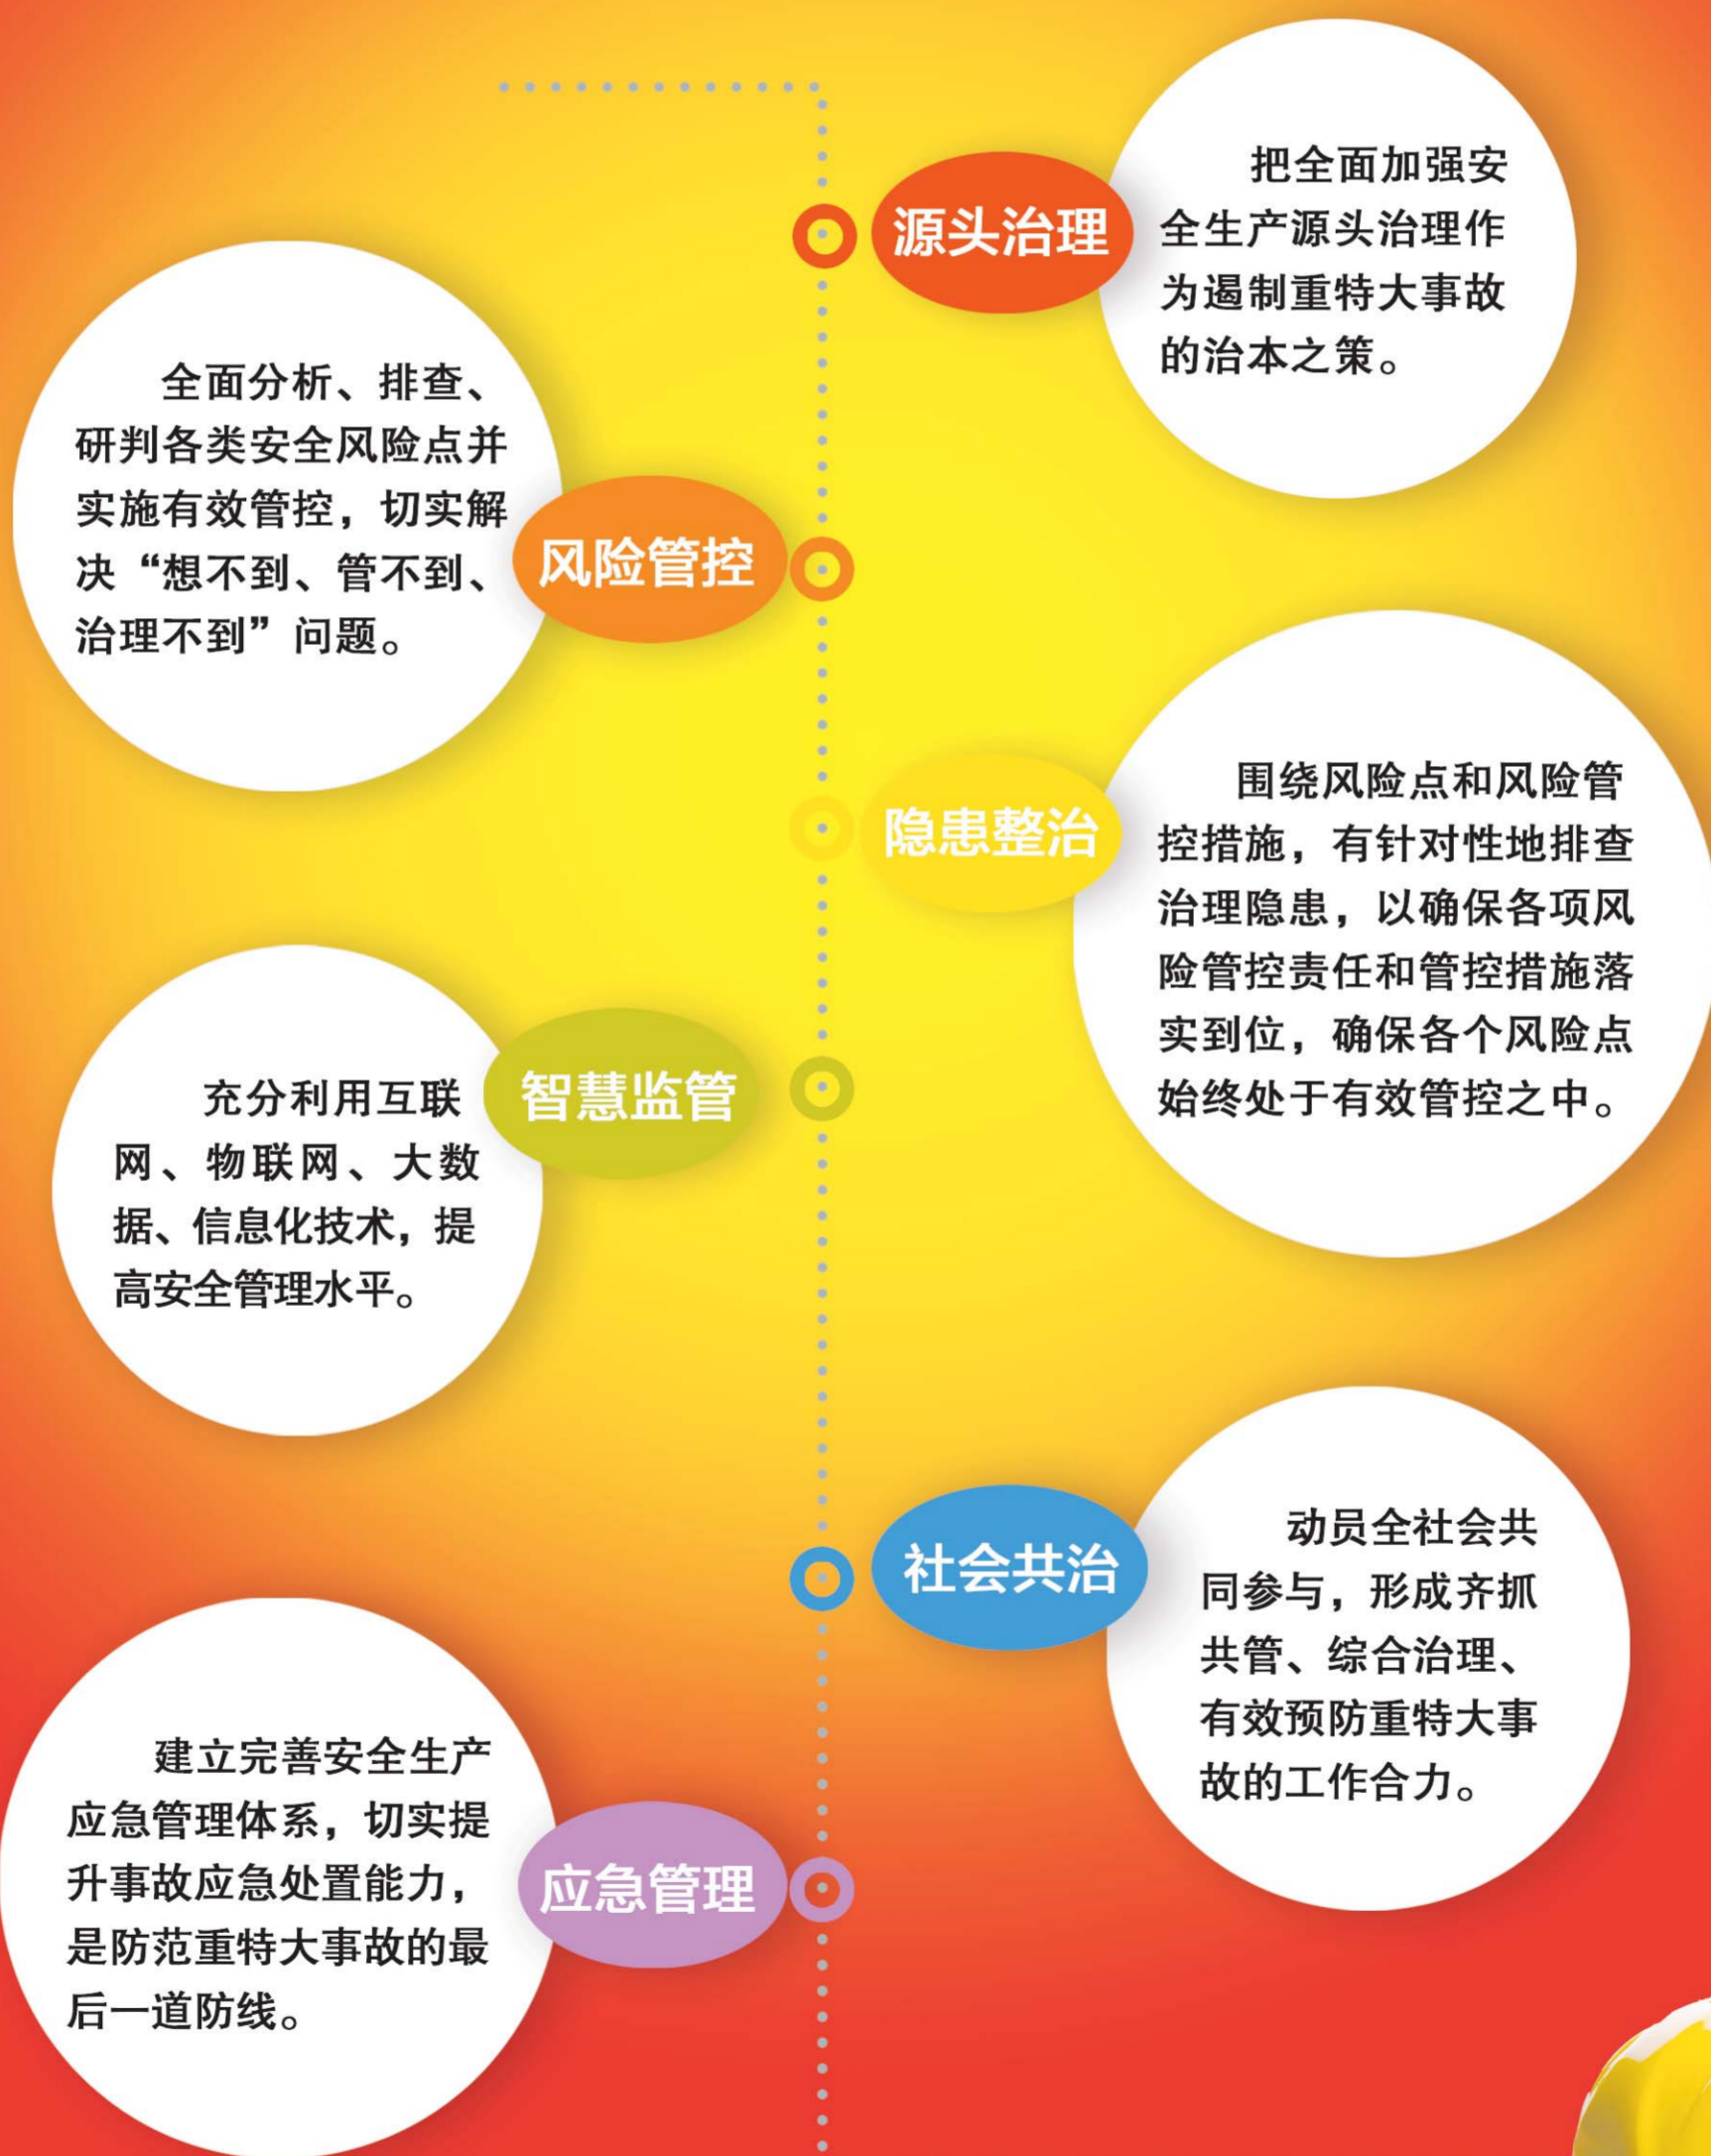 源头治理
把全面加强安
全生产源头治理作
为遏制重特大事故
的治本之策。
全面分析、排查、
研判各类安全风险点并
实施有效管控，切实解
决“想不到、管不到、
治理不到”问题。
风险管控
隐患整治
围绕风险点和风险管
控措施，有针对性地排查
治理隐患，以确保各项风
险管控责任和管控措施落
实到位，确保各个风险点
始终处于有效管控之中。
智慧监管
充分利用互联
网、物联网、大数
据、信息化技术，提
高安全管理水平。
社会共治
动员全社会共
同参与，形成齐抓
共管、综合治理、
有效预防重特大事
故的工作合力。
建立完善安全生产
应急管理体系，切实提
升事故应急处置能力，
是防范重特大事故的最
后一道防线。
应急管理